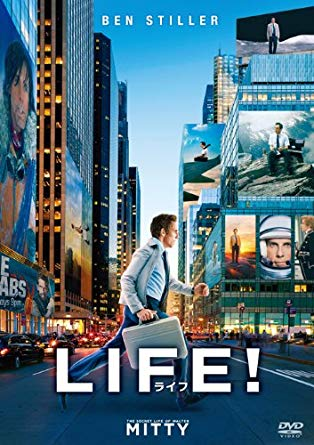 BEN STILLER
LIFE!
ライフ
THE SECRET LIFE OF WALTER
MITTY
DVD
VIDEO